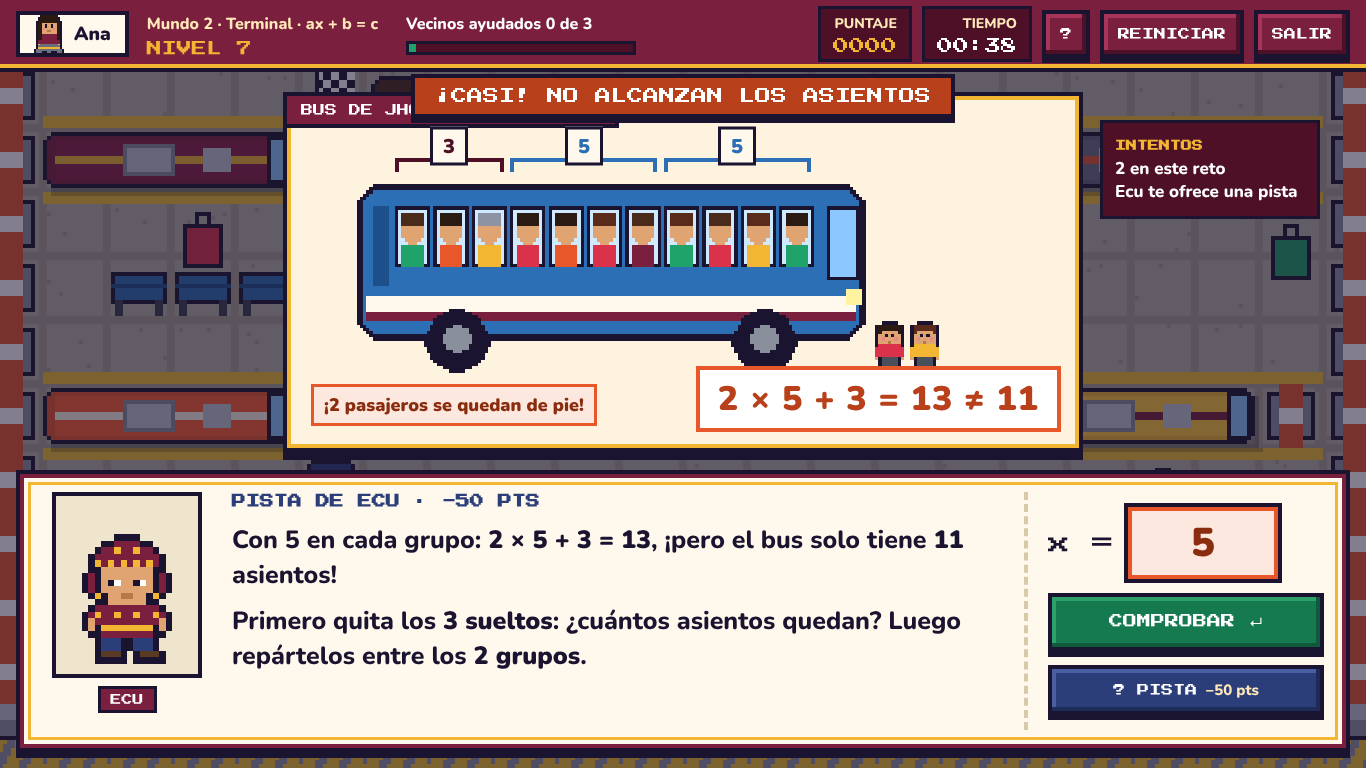 Ana
Mundo 2 · Terminal · ax + b = c
NIVEL 7
Vecinos ayudados 0 de 3
PUNTAJE
0000
TIEMPO
00:38
?
REINICIAR
SALIR
BUS DE JH
¡CASI! NO ALCANZAN LOS ASIENTOS
3
5
5
INTENTOS
2 en este reto
Ecu te ofrece una pista
¡2 pasajeros se quedan de pie!
2 × 5 + 3 = 13 ≠ 11
PISTA DE ECU · -50 PTS
Con 5 en cada grupo: 2 × 5 + 3 = 13, ¡pero el bus solo tiene 11
asientos!
Primero quita los 3 sueltos: ¿cuántos asientos quedan? Luego
repártelos entre los 2 grupos.
ECU
x = 5
COMPROBAR ↵
? PISTA −50 pts